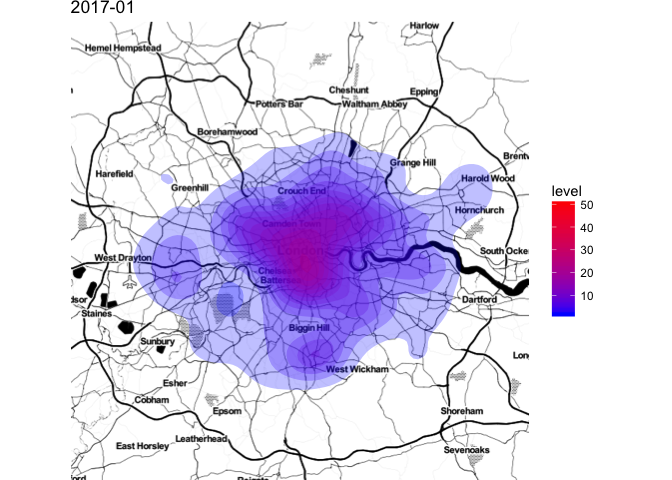 2017-01
Harlow
Hemel Hempstead
Cheshunt
Epping
Potters Bar
Waltham Abbey
Borehamwood
Brentw
Grange Hill
Harefield
Harold Wood
Greenhill
Crouch End
level
Hornchurch
50
Camden Town
40
London
South Ocke
West Drayton
30
Chelsea
Battersea
20
dsor
Dartford
10
Staines
Biggin Hill
Sunbury
Lon
West Wickham
Esher
Cobham
Epsom
Shoreham
Leatherhead
East Horsley
Sevenoaks